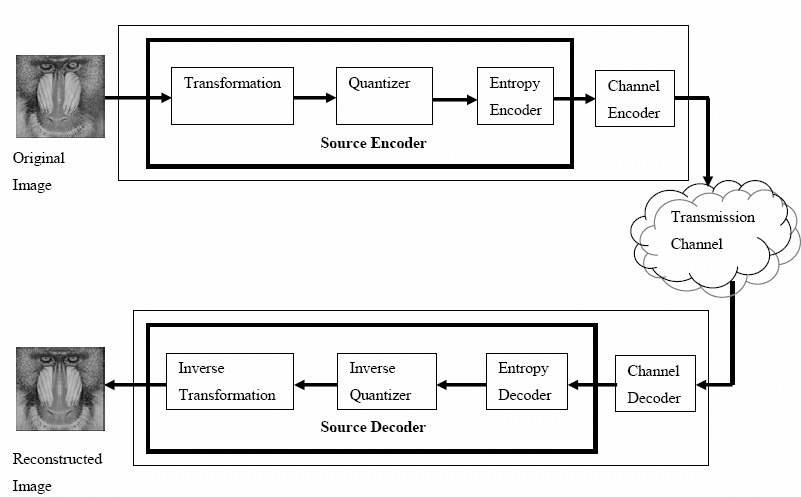 Transformation
Quantizer
Entropy
Encoder
Channel
Encoder
Source Encoder
Original
Image
Transmission
Channel
Inverse
Transformation
Inverse
Quantizer
Entropy
Decoder
Channel
Decoder
Source Decoder
Reconstructed
Image